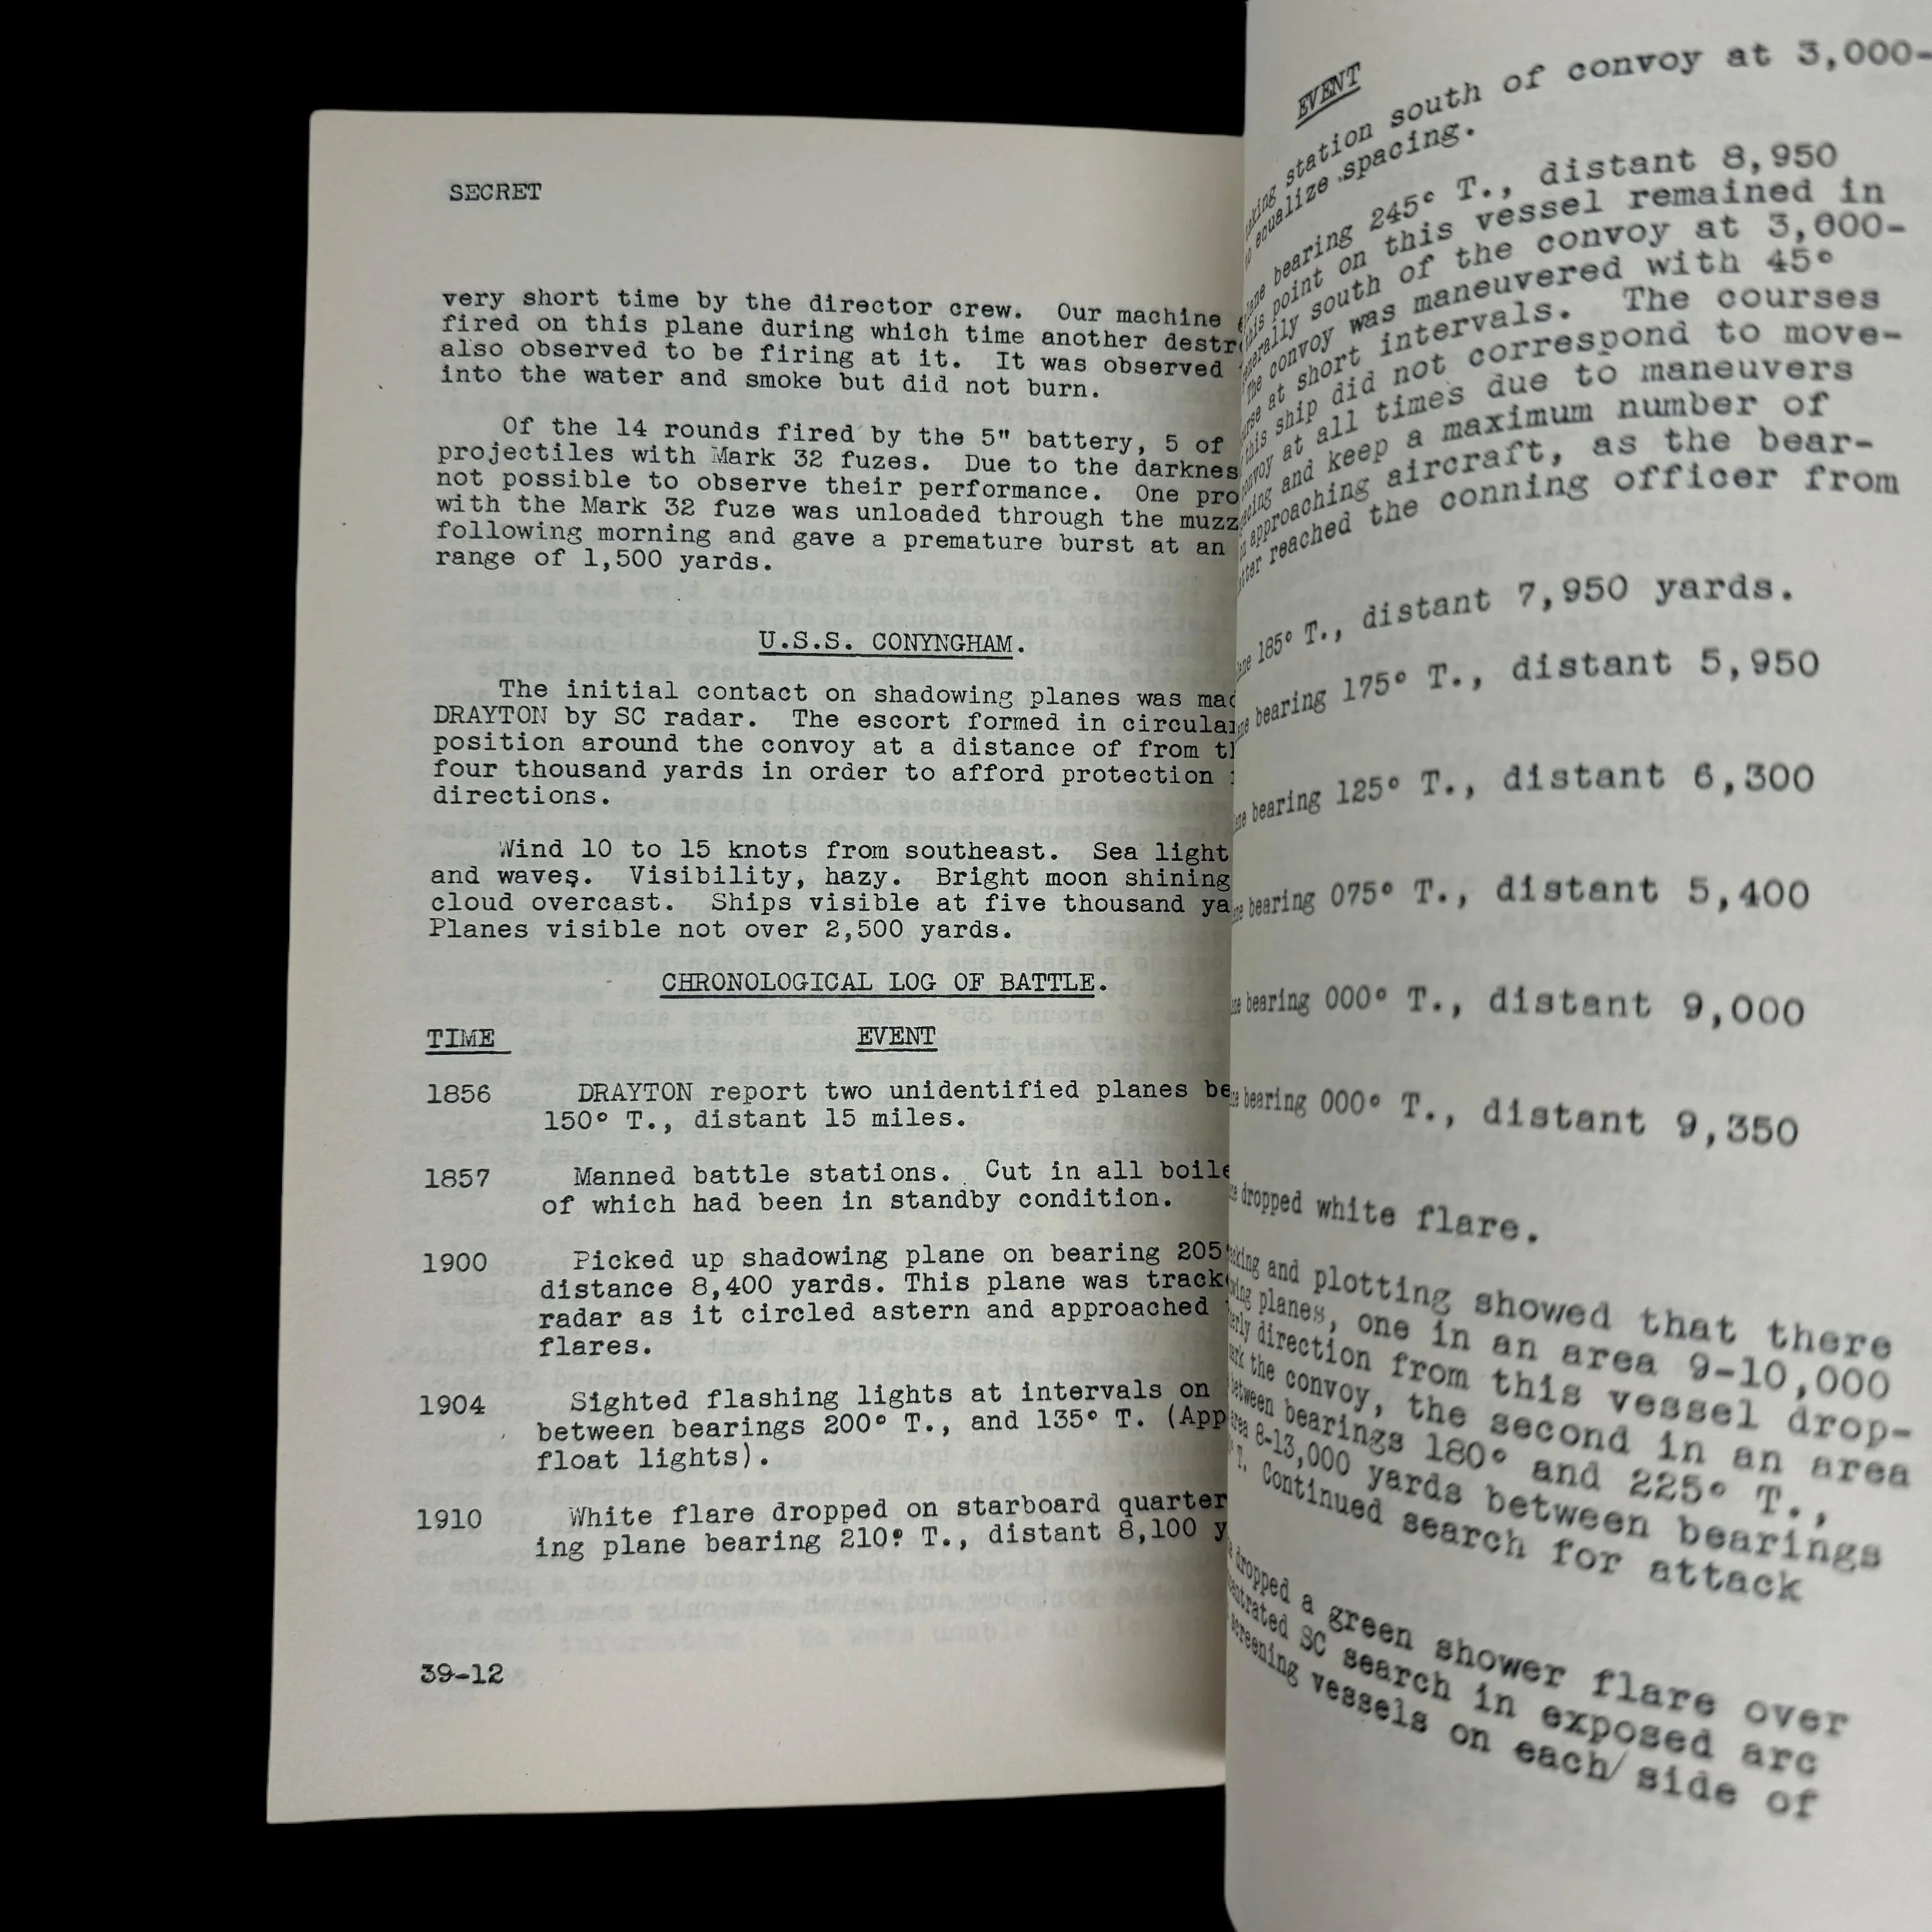 SECRET
very short time by the director crew. Our machine
fired on this plane during which time another
also observed to be firing at it. It was observed
into the water and smoke but did not burn.
Of the 14 rounds fired by the 5" battery, 5 of
projectiles with Mark 32 fuzes. Due to the
not possible to observe their performance. One
with the Mark 32 fuze was unloaded through the
following morning and gave a premature burst at an
range of 1,500 yards.
U.S.S. CONYNGHAM.
The initial contact on shadowing planes was
DRAYTON by SC radar. The escort formed in
position around the convoy at a distance of from
four thousand yards in order to afford protection
directions.
Wind 10 to 15 knots from southeast. Sea light
and waves. Visibility, hazy. Bright moon shining
cloud overcast. Ships visible at five thousand
Planes visible not over 2,500 yards.
CHRONOLOGICAL LOG OF BATTLE.
TIME EVENT
1856 DRAYTON report two unidentified planes
150° T., distant 15 miles.
1857 Manned battle stations. Cut in all
of which had been in standby condition.
1900 Picked up shadowing plane on bearing 205
distance 8,400 yards. This plane was
radar as it circled astern and approached
flares.
1904 Sighted flashing lights at intervals on
between bearings 200° T., and 135° T.
float lights).
1910 White flare dropped on starboard quarter
ing plane bearing 210° T., distant 8,100
39-12
EVENT
station south of convoy at 3,000-
equalize spacing.
bearing 245° T., distant 8,950
point on this vessel remained in
south of the convoy at 3,000-
convoy was maneuvered with 45°
at short intervals. The courses
this ship did not correspond to move-
at all times due to maneuvers
and keep a maximum number of
approaching aircraft, as the bear-
reached the conning officer from
185° T., distant 7,950 yards.
bearing 175° T., distant 5,950
bearing 125° T., distant 6,300
bearing 075° T., distant 5,400
bearing 000° T., distant 9,000
bearing 000° T., distant 9,350
dropped white flare.
and plotting showed that there
planes, one in an area 9-10,000
direction from this vessel drop-
the convoy, the second in an area
between bearings 180° and 225° T.,
8-13,000 yards between bearings
T. Continued search for attack
dropped a green shower flare over
SC search in exposed arc
screening vessels on each/ side of